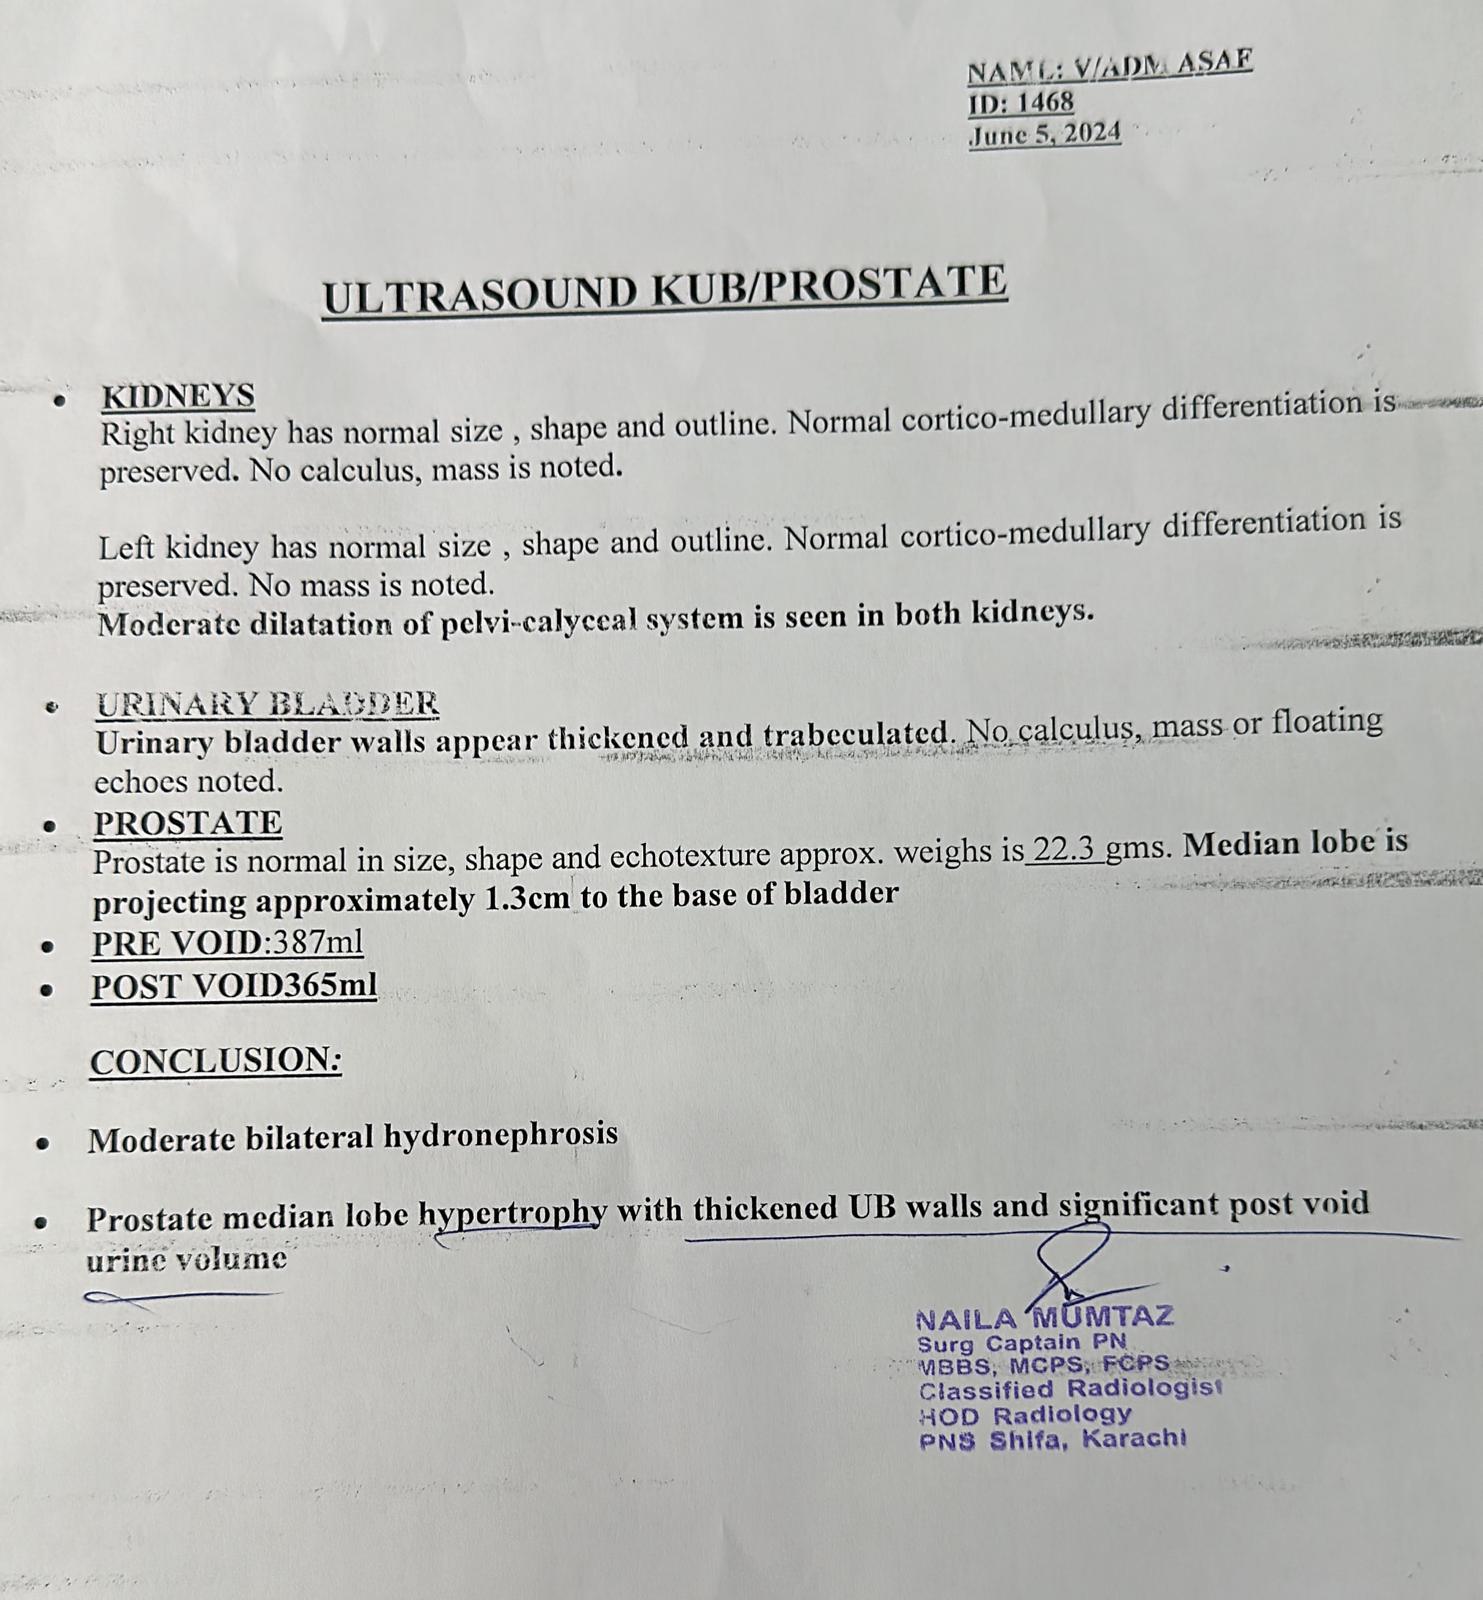 NAME: V/ADM ASAF
ID: 1468
June 5, 2024
ULTRASOUND KUB/PROSTATE
• KIDNEYS
Right kidney has normal size , shape and outline. Normal cortico-medullary differentiation is
preserved. No calculus, mass is noted.
Left kidney has normal size , shape and outline. Normal cortico-medullary differentiation is
preserved. No mass is noted.
Moderate dilatation of pelvi-calyceal system is seen in both kidneys.
• URINARY BLADDER
Urinary bladder walls appear thickened and trabeculated. No calculus, mass or floating
echoes noted.
• PROSTATE
Prostate is normal in size, shape and echotexture approx. weighs is 22.3 gms. Median lobe is
projecting approximately 1.3cm to the base of bladder
• PRE VOID:387ml
• POST VOID365ml
CONCLUSION:
• Moderate bilateral hydronephrosis
• Prostate median lobe hypertrophy with thickened UB walls and significant post void
urine volume
NAILA MUMTAZ
Surg Captain PN
MBBS, MCPS, FCPS
Classified Radiologist
HOD Radiology
PNS Shifa, Karachi